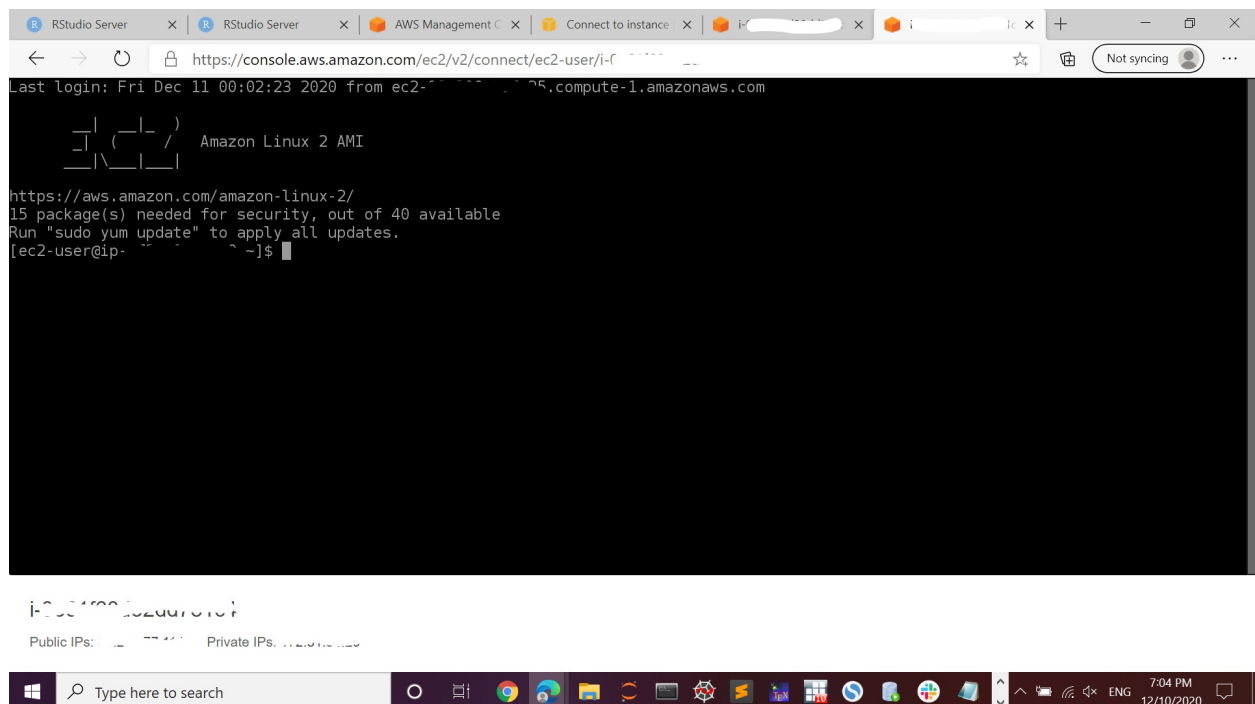 RStudio Server
RStudio Server
AWS Management C
Connect to instance
i-
https://console.aws.amazon.com/ec2/v2/connect/ec2-user/i-
Not syncing
Last login: Fri Dec 11 00:02:23 2020 from ec2- .compute-1.amazonaws.com
Amazon Linux 2 AMI
https://aws.amazon.com/amazon-linux-2/
15 package(s) needed for security, out of 40 available
Run "sudo yum update" to apply all updates.
[ec2-user@ip- ~]$
Public IPs: Private IPs:
Type here to search
ENG
7:04 PM
12/10/2020